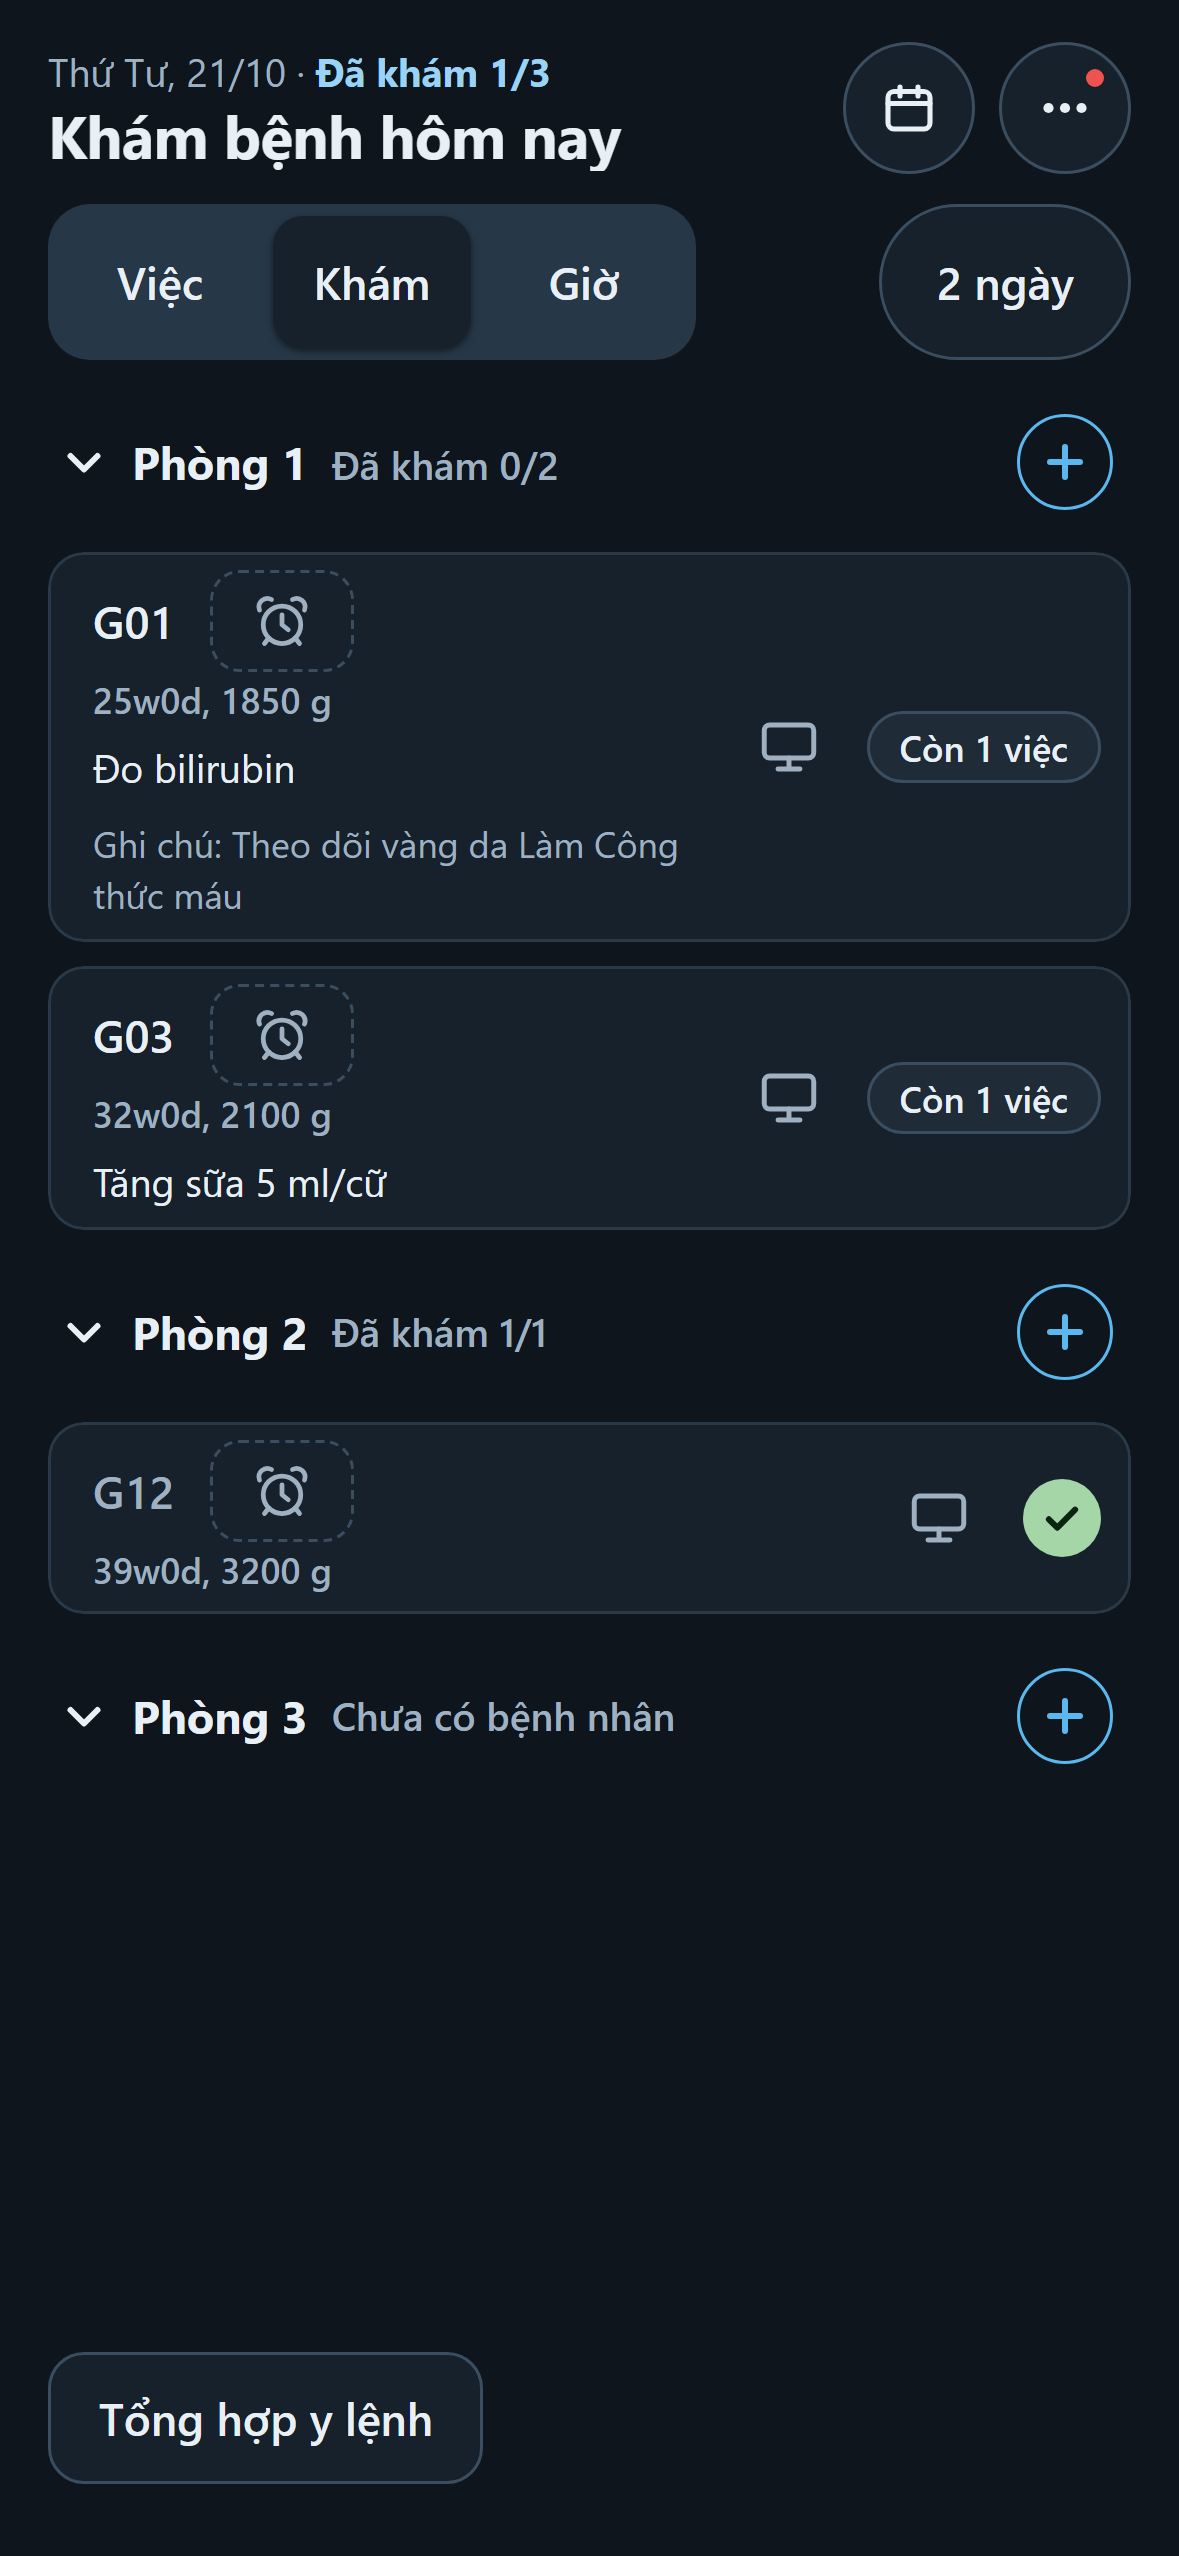 Thứ Tư, 21/10 · Đã khám 1/3
Khám bệnh hôm nay
Việc
Khám
Giờ
2 ngày
Phòng 1 Đã khám 0/2
G01
25w0d, 1850 g
Đo bilirubin
Còn 1 việc
Ghi chú: Theo dõi vàng da Làm Công
thức máu
G03
32w0d, 2100 g
Còn 1 việc
Tăng sữa 5 ml/cữ
Phòng 2 Đã khám 1/1
G12
39w0d, 3200 g
Phòng 3 Chưa có bệnh nhân
Tổng hợp y lệnh